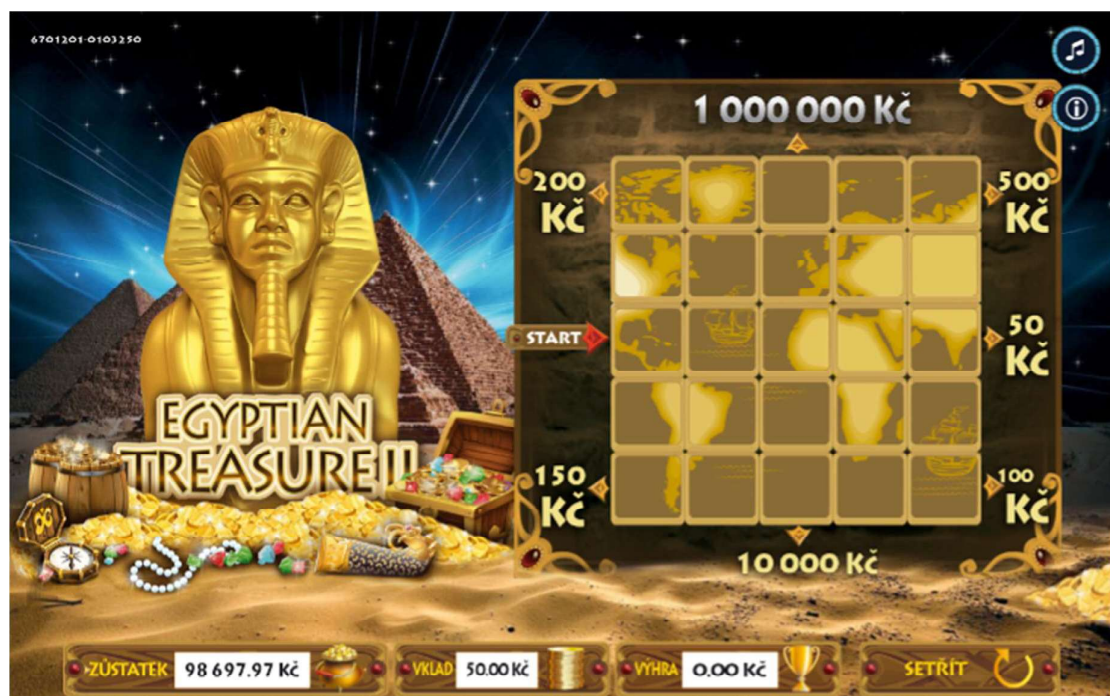 6701201-0103250
1 000 000 Kč
200
Kč
500
Kč
START
50
Kč
150
Kč
100
Kč
10 000 Kč
EGYPTIAN
TREASURE II
ZŮSTATEK 98 697.97 Kč
VKLAD 50.00 Kč
VÝHRA 0.00 Kč
SETŘÍT